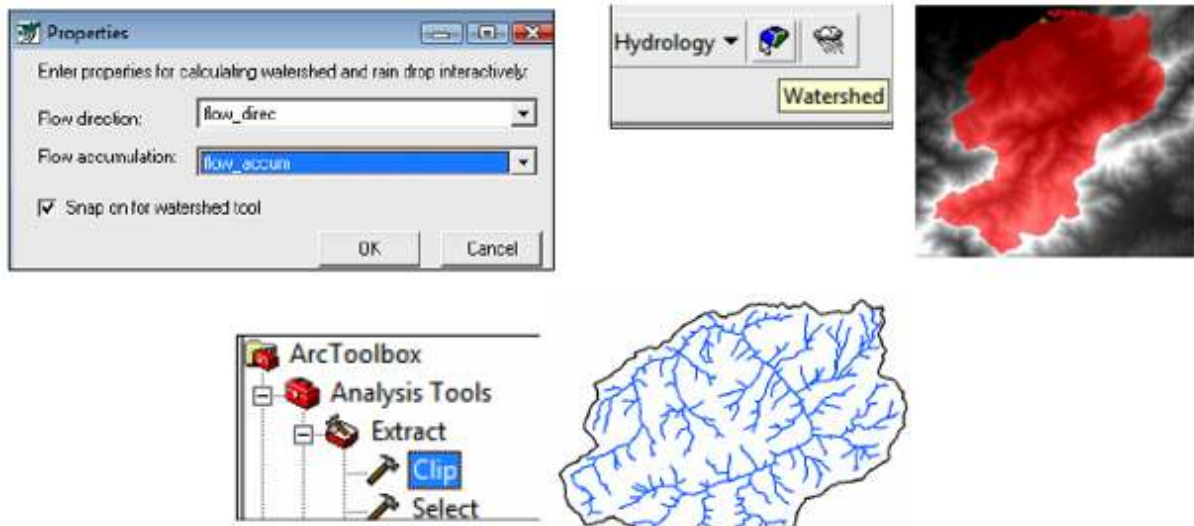 Properties
Enter properties for calculating watershed and rain drop interactively:
Flow direction: flow_direc
Flow accumulation: flow_accum
Snap on for watershed tool
OK Cancel
Hydrology
Watershed
ArcToolbox
Analysis Tools
Extract
Clip
Select